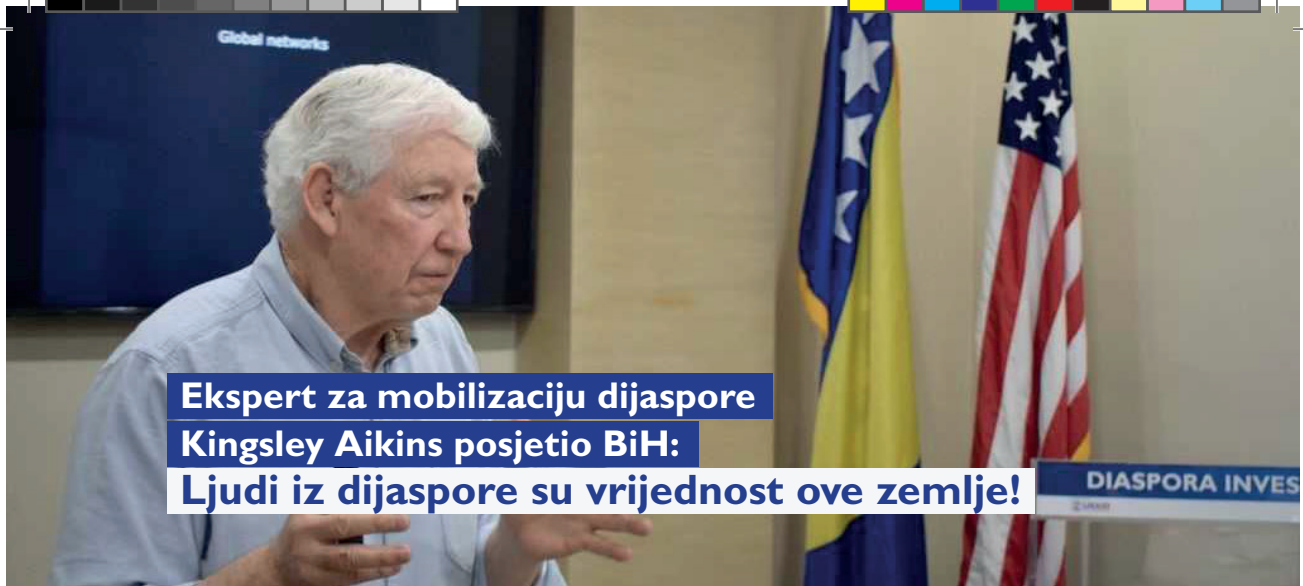 Global networks
Ekspert za mobilizaciju dijaspore
Kingsley Aikins posjetio BiH:
Ljudi iz dijaspore su vrijednost ove zemlje!
DIASPORA INVES
USAID